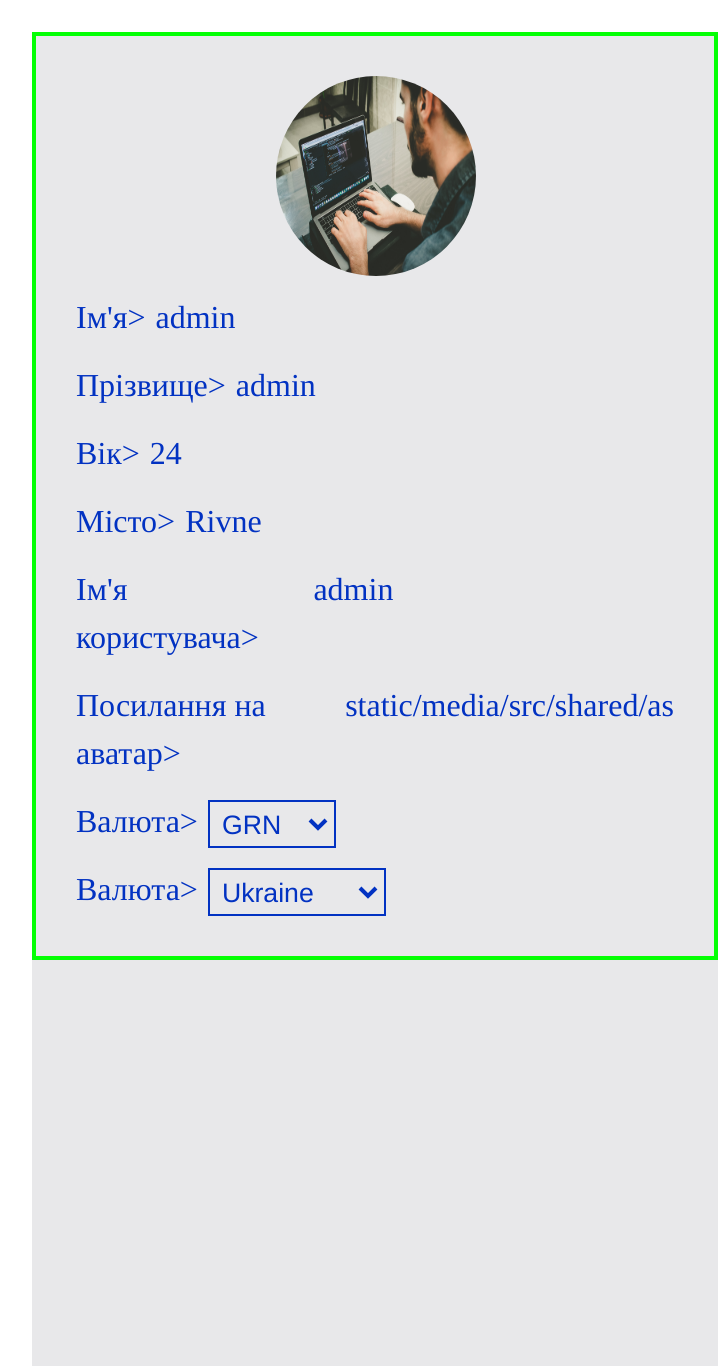 Ім'я> admin
Прізвище> admin
Вік> 24
Місто> Rivne
Ім'я admin
користувача>
Посилання на static/media/src/shared/as
аватар>
Валюта> GRN
Валюта> Ukraine